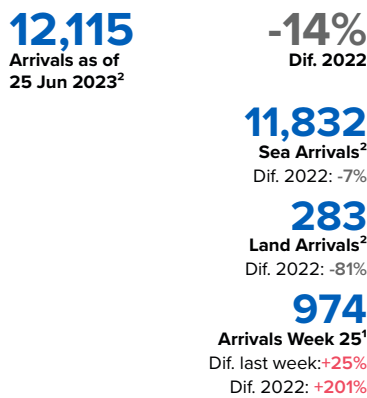 12,115
Arrivals as of
25 Jun 2023²
-14%
Dif. 2022
11,832
Sea Arrivals²
Dif. 2022: -7%
283
Land Arrivals²
Dif. 2022: -81%
974
Arrivals Week 25¹
Dif. last week:+25%
Dif. 2022: +201%